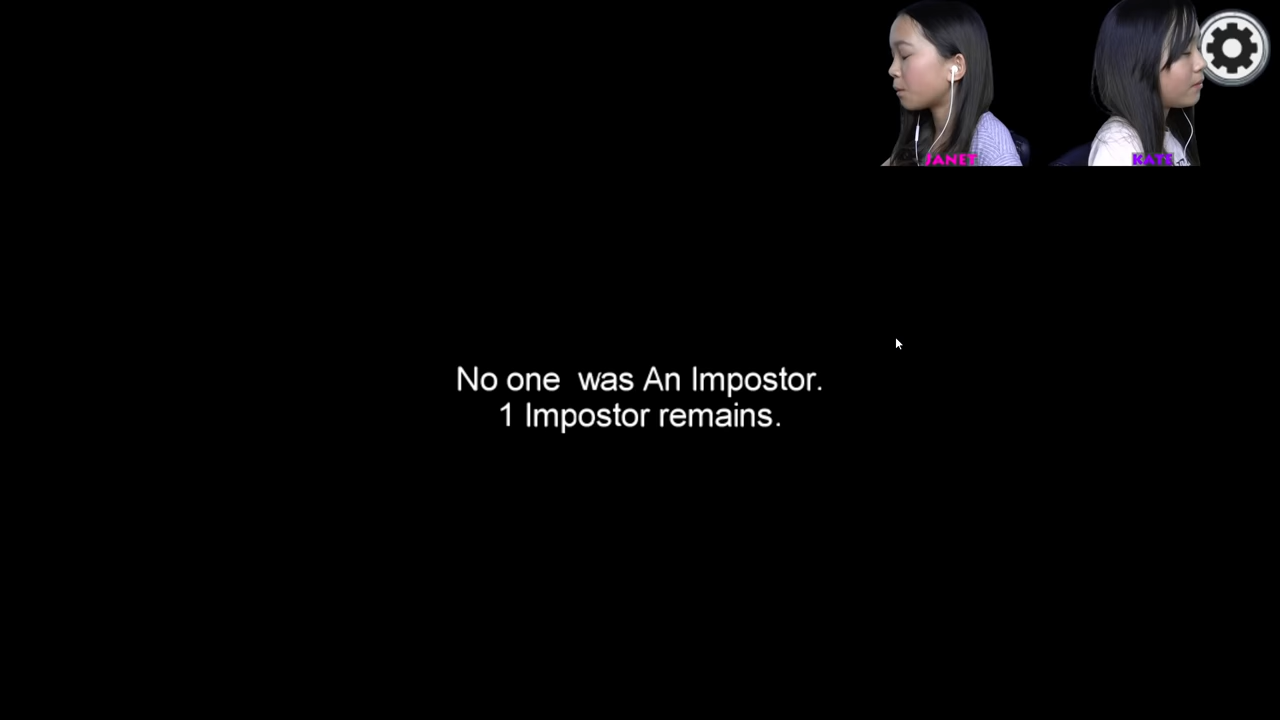 JANET
KATE
No one  was An Impostor.
1 Impostor remains.